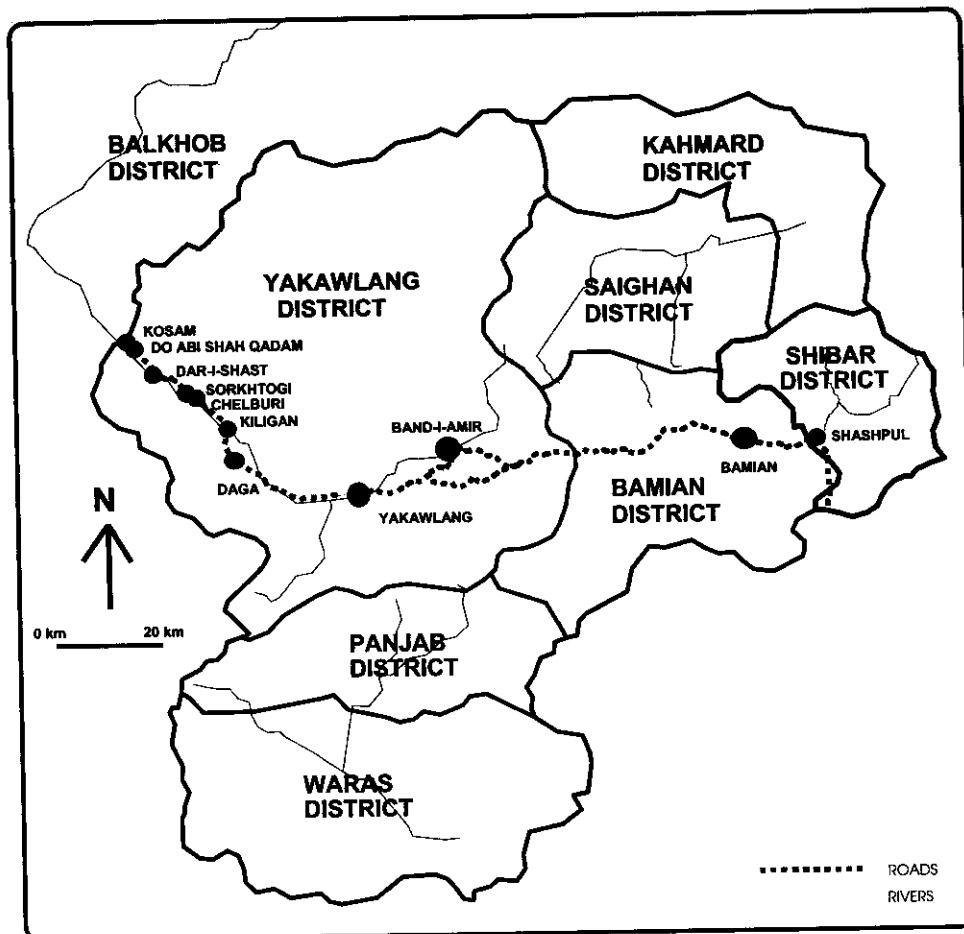 BALKHOB
DISTRICT
KAHMARD
DISTRICT
YAKAWLANG
DISTRICT
SAIGHAN
DISTRICT
KOSAM
DO ABI SHAH QADAM
DAR-I-SHAST
SORKHTOGI
CHELBURI
KILIGAN
SHIBAR
DISTRICT
BAND-I-AMIR
SHASHPUL
BAMIAN
DAGA
YAKAWLANG
BAMIAN
DISTRICT
N
0 km 20 km
PANJAB
DISTRICT
WARAS
DISTRICT
ROADS
RIVERS